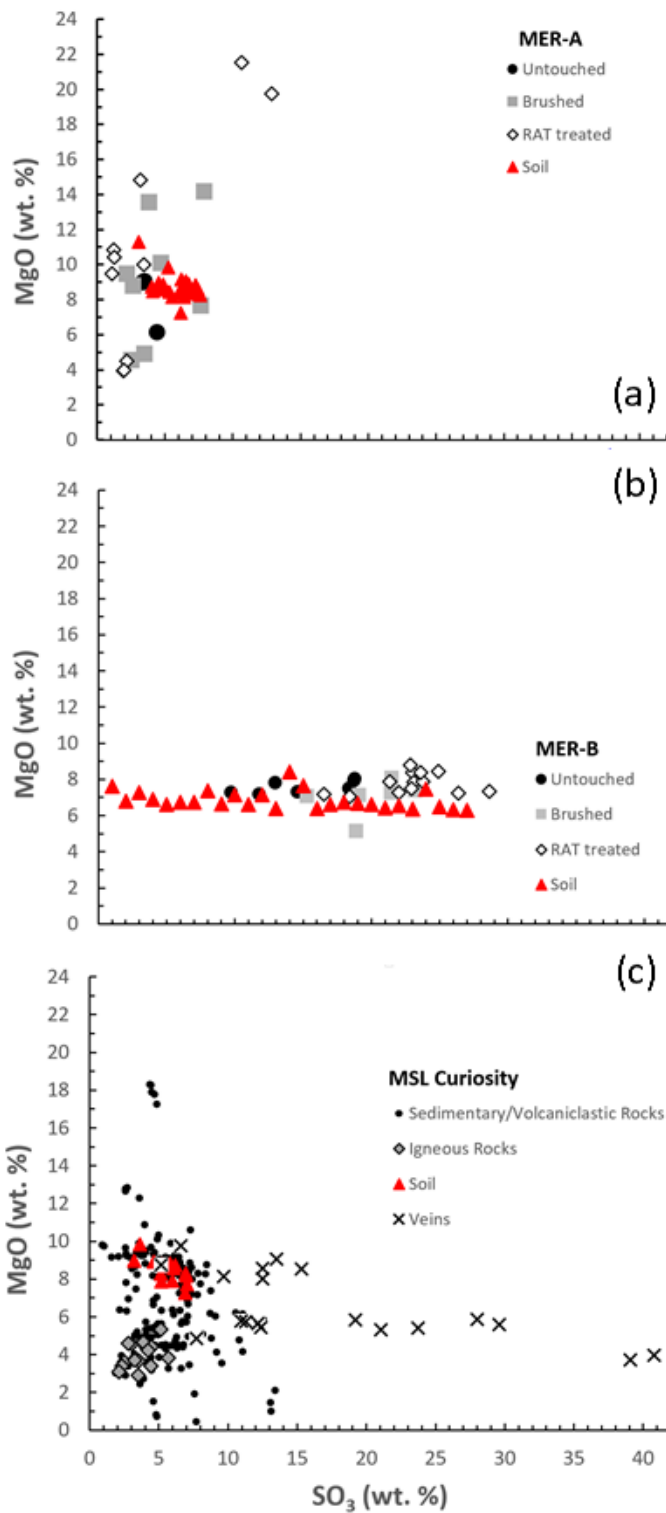 24
22
20
18
16
14
12
10
8
6
4
2
0
MgO (wt. %)
MER-A
Untouched
Brushed
RAT treated
Soil
(a)
(b)
24
22
20
18
16
14
12
10
8
6
4
2
0
MgO (wt. %)
MER-B
Untouched
Brushed
RAT treated
Soil
(c)
24
22
20
18
16
14
12
10
8
6
4
2
0
MgO (wt. %)
MSL Curiosity
Sedimentary/Volcaniclastic Rocks
Igneous Rocks
Soil
Veins
0 5 10 15 20 25 30 35 40
SO₃ (wt. %)